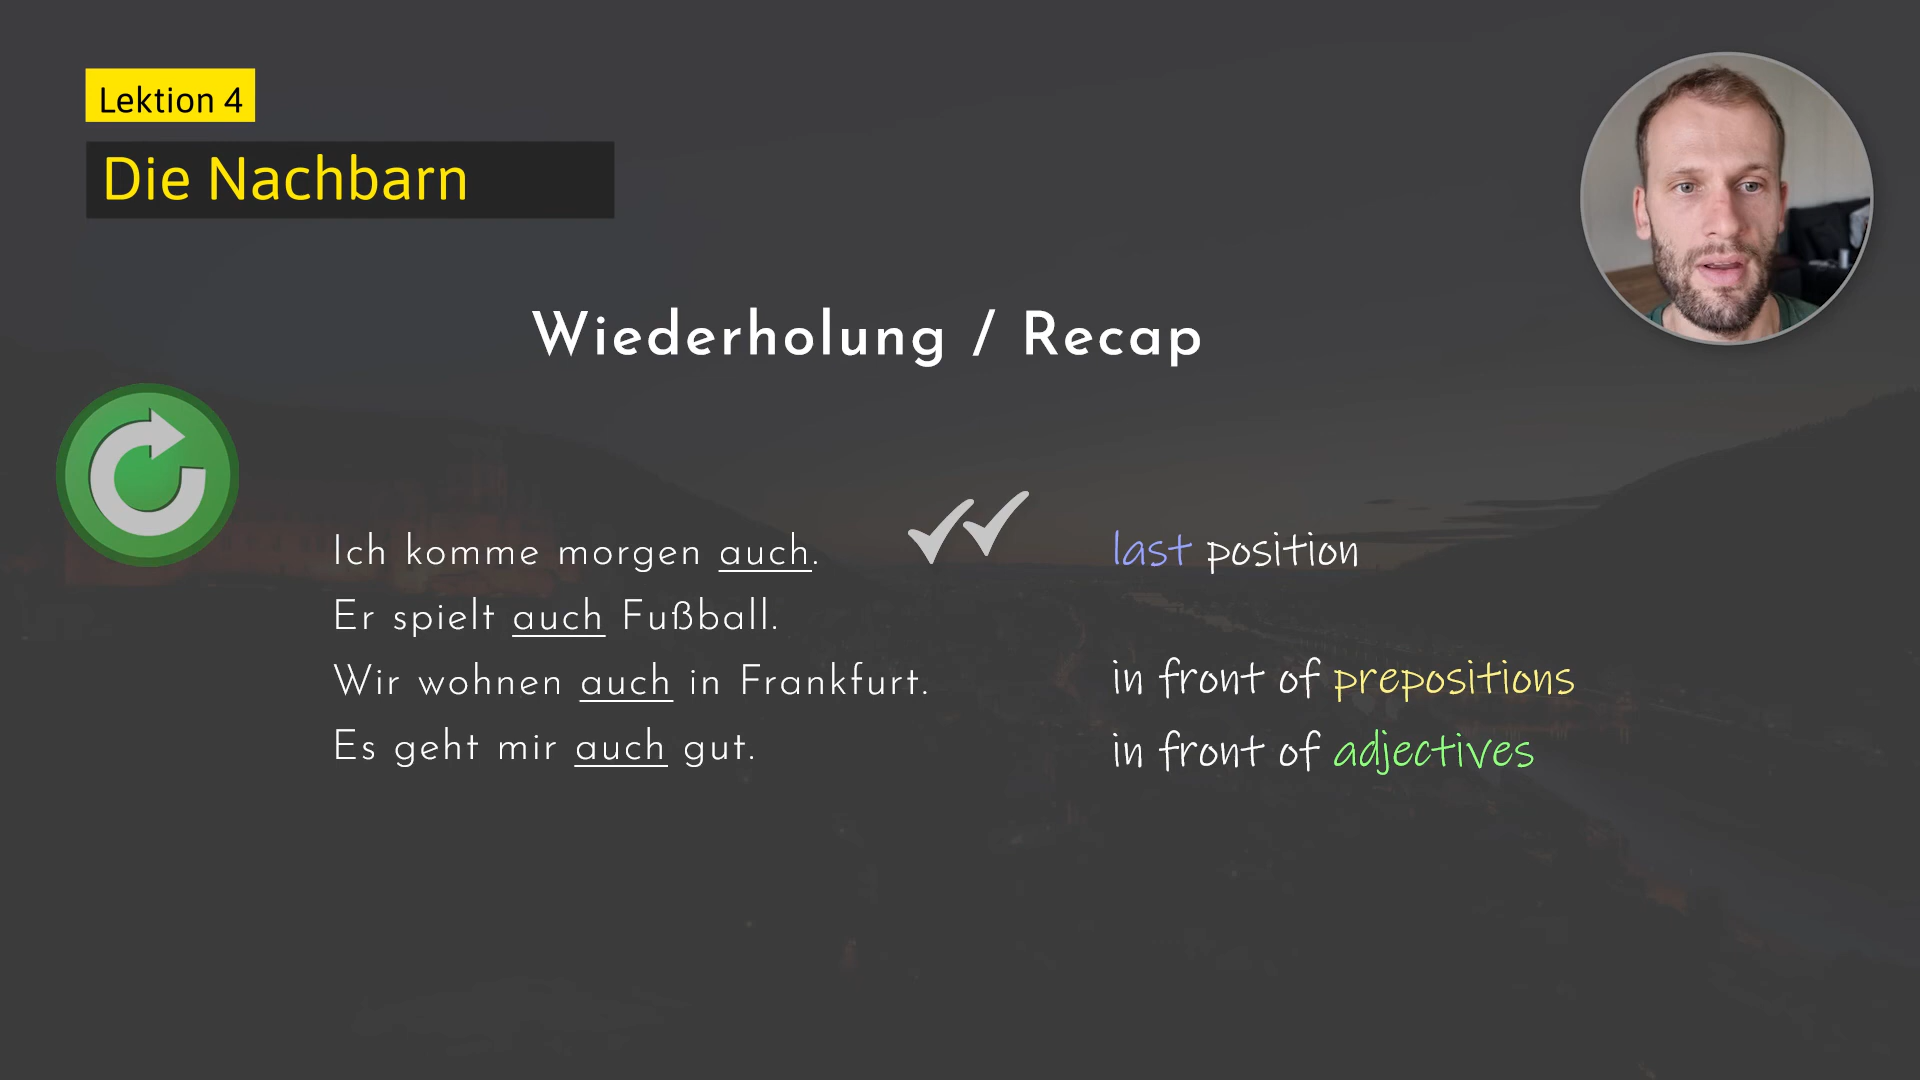 Lektion 4
Die Nachbarn
Wiederholung / Recap
Ich komme morgen auch. last position
Er spielt auch Fußball.
Wir wohnen auch in Frankfurt. in front of prepositions
Es geht mir auch gut. in front of adjectives